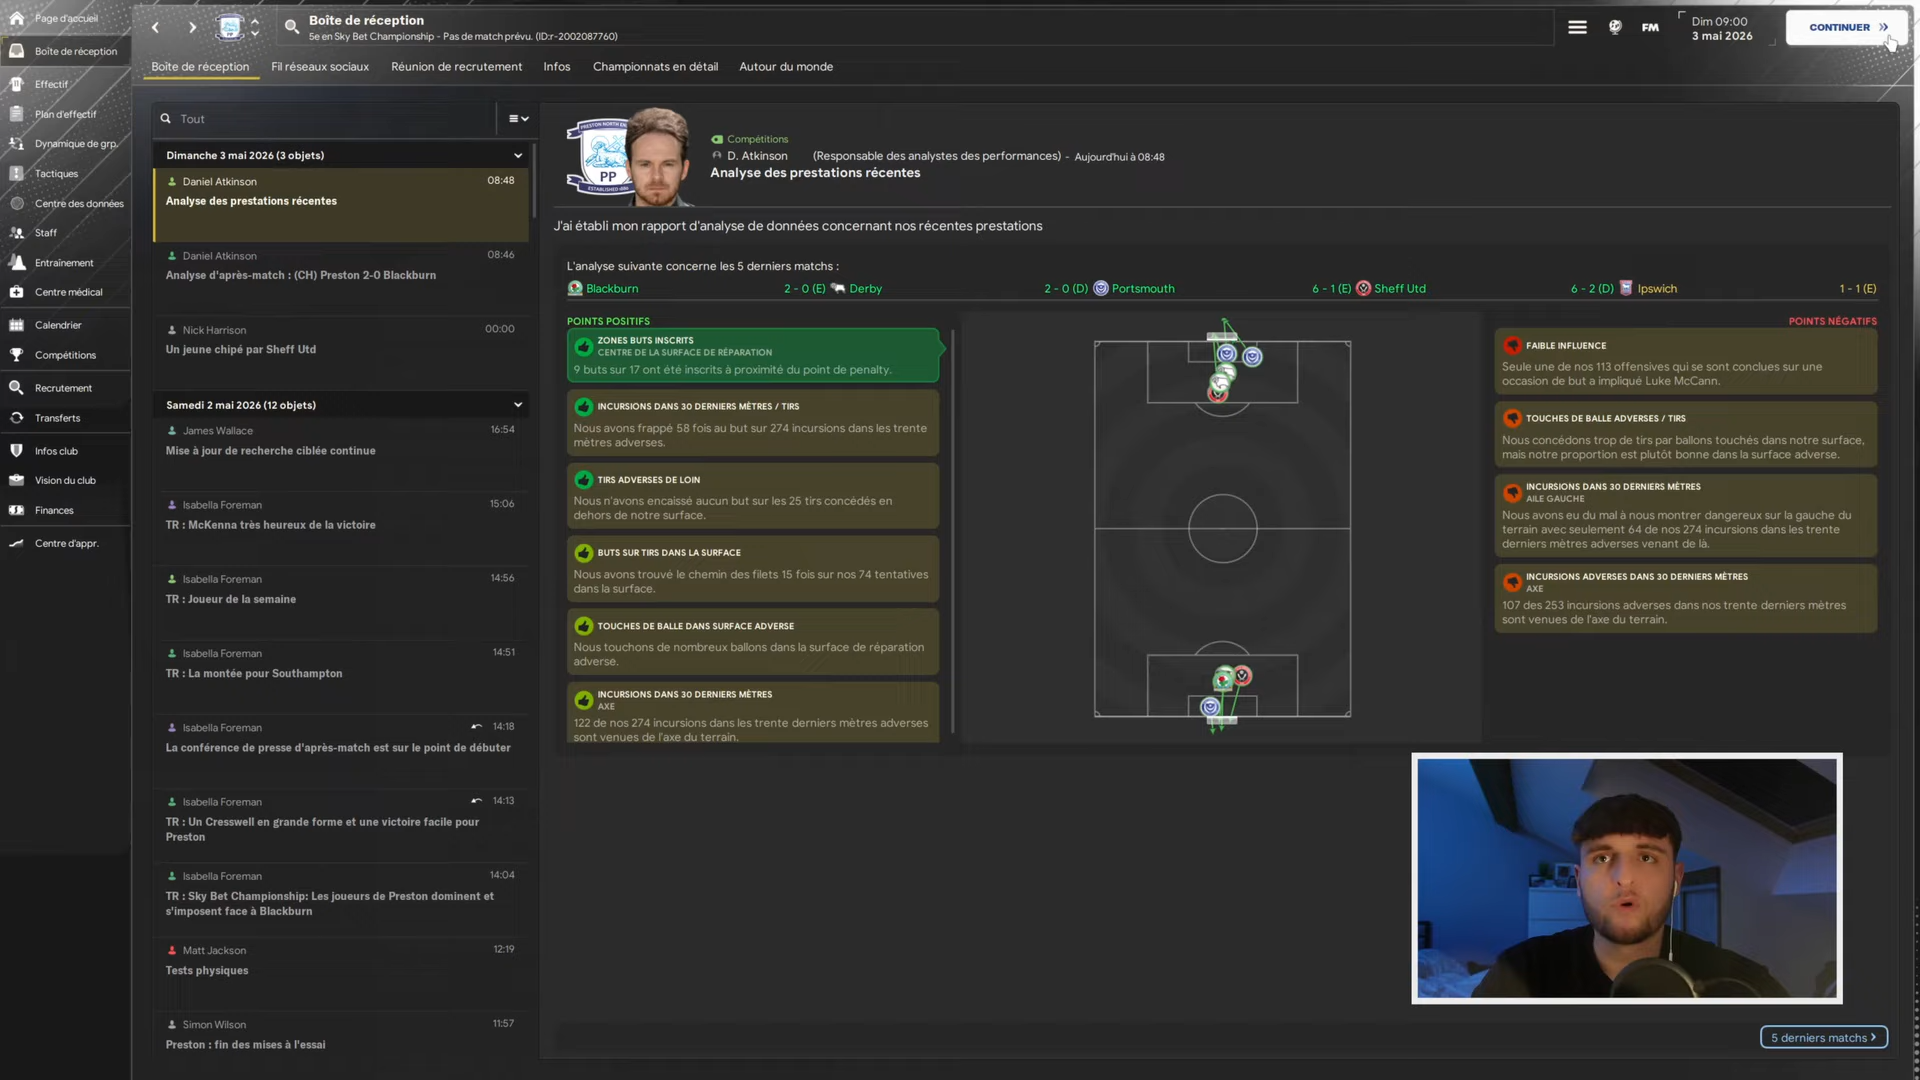 Page d'accueil
Boîte de réception
Effectif
Plan d'effectif
Dynamique de grp.
Tactiques
Centre des données
Staff
Entraînement
Centre médical
Calendrier
Compétitions
Recrutement
Transferts
Infos club
Vision du club
Finances
Centre d'appr.
Boîte de réception
5e en Sky Bet Championship - Pas de match prévu. (ID:r-2002087760)
FM
Dim 09:00
3 mai 2026
CONTINUER
Boîte de réception
Fil réseaux sociaux
Réunion de recrutement
Infos
Championnats en détail
Autour du monde
Tout
Dimanche 3 mai 2026 (3 objets)
Daniel Atkinson 08:48
Analyse des prestations récentes
Daniel Atkinson 08:46
Analyse d'après-match : (CH) Preston 2-0 Blackburn
Nick Harrison 00:00
Un jeune chipé par Sheff Utd
Samedi 2 mai 2026 (12 objets)
James Wallace 16:54
Mise à jour de recherche ciblée continue
Isabella Foreman 15:06
TR : McKenna très heureux de la victoire
Isabella Foreman 14:56
TR : Joueur de la semaine
Isabella Foreman 14:51
TR : La montée pour Southampton
Isabella Foreman 14:18
La conférence de presse d'après-match est sur le point de débuter
Isabella Foreman 14:13
TR : Un Cresswell en grande forme et une victoire facile pour
Preston
Isabella Foreman 14:04
TR : Sky Bet Championship: Les joueurs de Preston dominent et
s'imposent face à Blackburn
Matt Jackson 12:19
Tests physiques
Simon Wilson 11:57
Preston : fin des mises à l'essai
PP
Compétitions
D. Atkinson (Responsable des analystes des performances) - Aujourd'hui à 08:48
Analyse des prestations récentes
J'ai établi mon rapport d'analyse de données concernant nos récentes prestations
L'analyse suivante concerne les 5 derniers matchs :
Blackburn 2 - 0 (E) Derby 2 - 0 (D) Portsmouth 6 - 1 (E) Sheff Utd 6 - 2 (D) Ipswich 1 - 1 (E)
POINTS POSITIFS
ZONES BUTS INSCRITS
CENTRE DE LA SURFACE DE RÉPARATION
9 buts sur 17 ont été inscrits à proximité du point de penalty.
INCURSIONS DANS 30 DERNIERS MÈTRES / TIRS
Nous avons frappé 58 fois au but sur 274 incursions dans les trente
mètres adverses.
TIRS ADVERSES DE LOIN
Nous n'avons encaissé aucun but sur les 25 tirs concédés en
dehors de notre surface.
BUTS SUR TIRS DANS LA SURFACE
Nous avons trouvé le chemin des filets 15 fois sur nos 74 tentatives
dans la surface.
TOUCHES DE BALLE DANS SURFACE ADVERSE
Nous touchons de nombreux ballons dans la surface de réparation
adverse.
INCURSIONS DANS 30 DERNIERS MÈTRES
AXE
122 de nos 274 incursions dans les trente derniers mètres adverses
sont venues de l'axe du terrain.
POINTS NÉGATIFS
FAIBLE INFLUENCE
Seule une de nos 113 offensives qui se sont conclues sur une
occasion de but a impliqué Luke McCann.
TOUCHES DE BALLE ADVERSES / TIRS
Nous concédons trop de tirs par ballons touchés dans notre surface,
mais notre proportion est plutôt bonne dans la surface adverse.
INCURSIONS DANS 30 DERNIERS MÈTRES
AILE GAUCHE
Nous avons eu du mal à nous montrer dangereux sur la gauche du
terrain avec seulement 64 de nos 274 incursions dans les trente
derniers mètres adverses venant de là.
INCURSIONS ADVERSES DANS 30 DERNIERS MÈTRES
AXE
107 des 253 incursions adverses dans nos trente derniers mètres
sont venues de l'axe du terrain.
5 derniers matchs